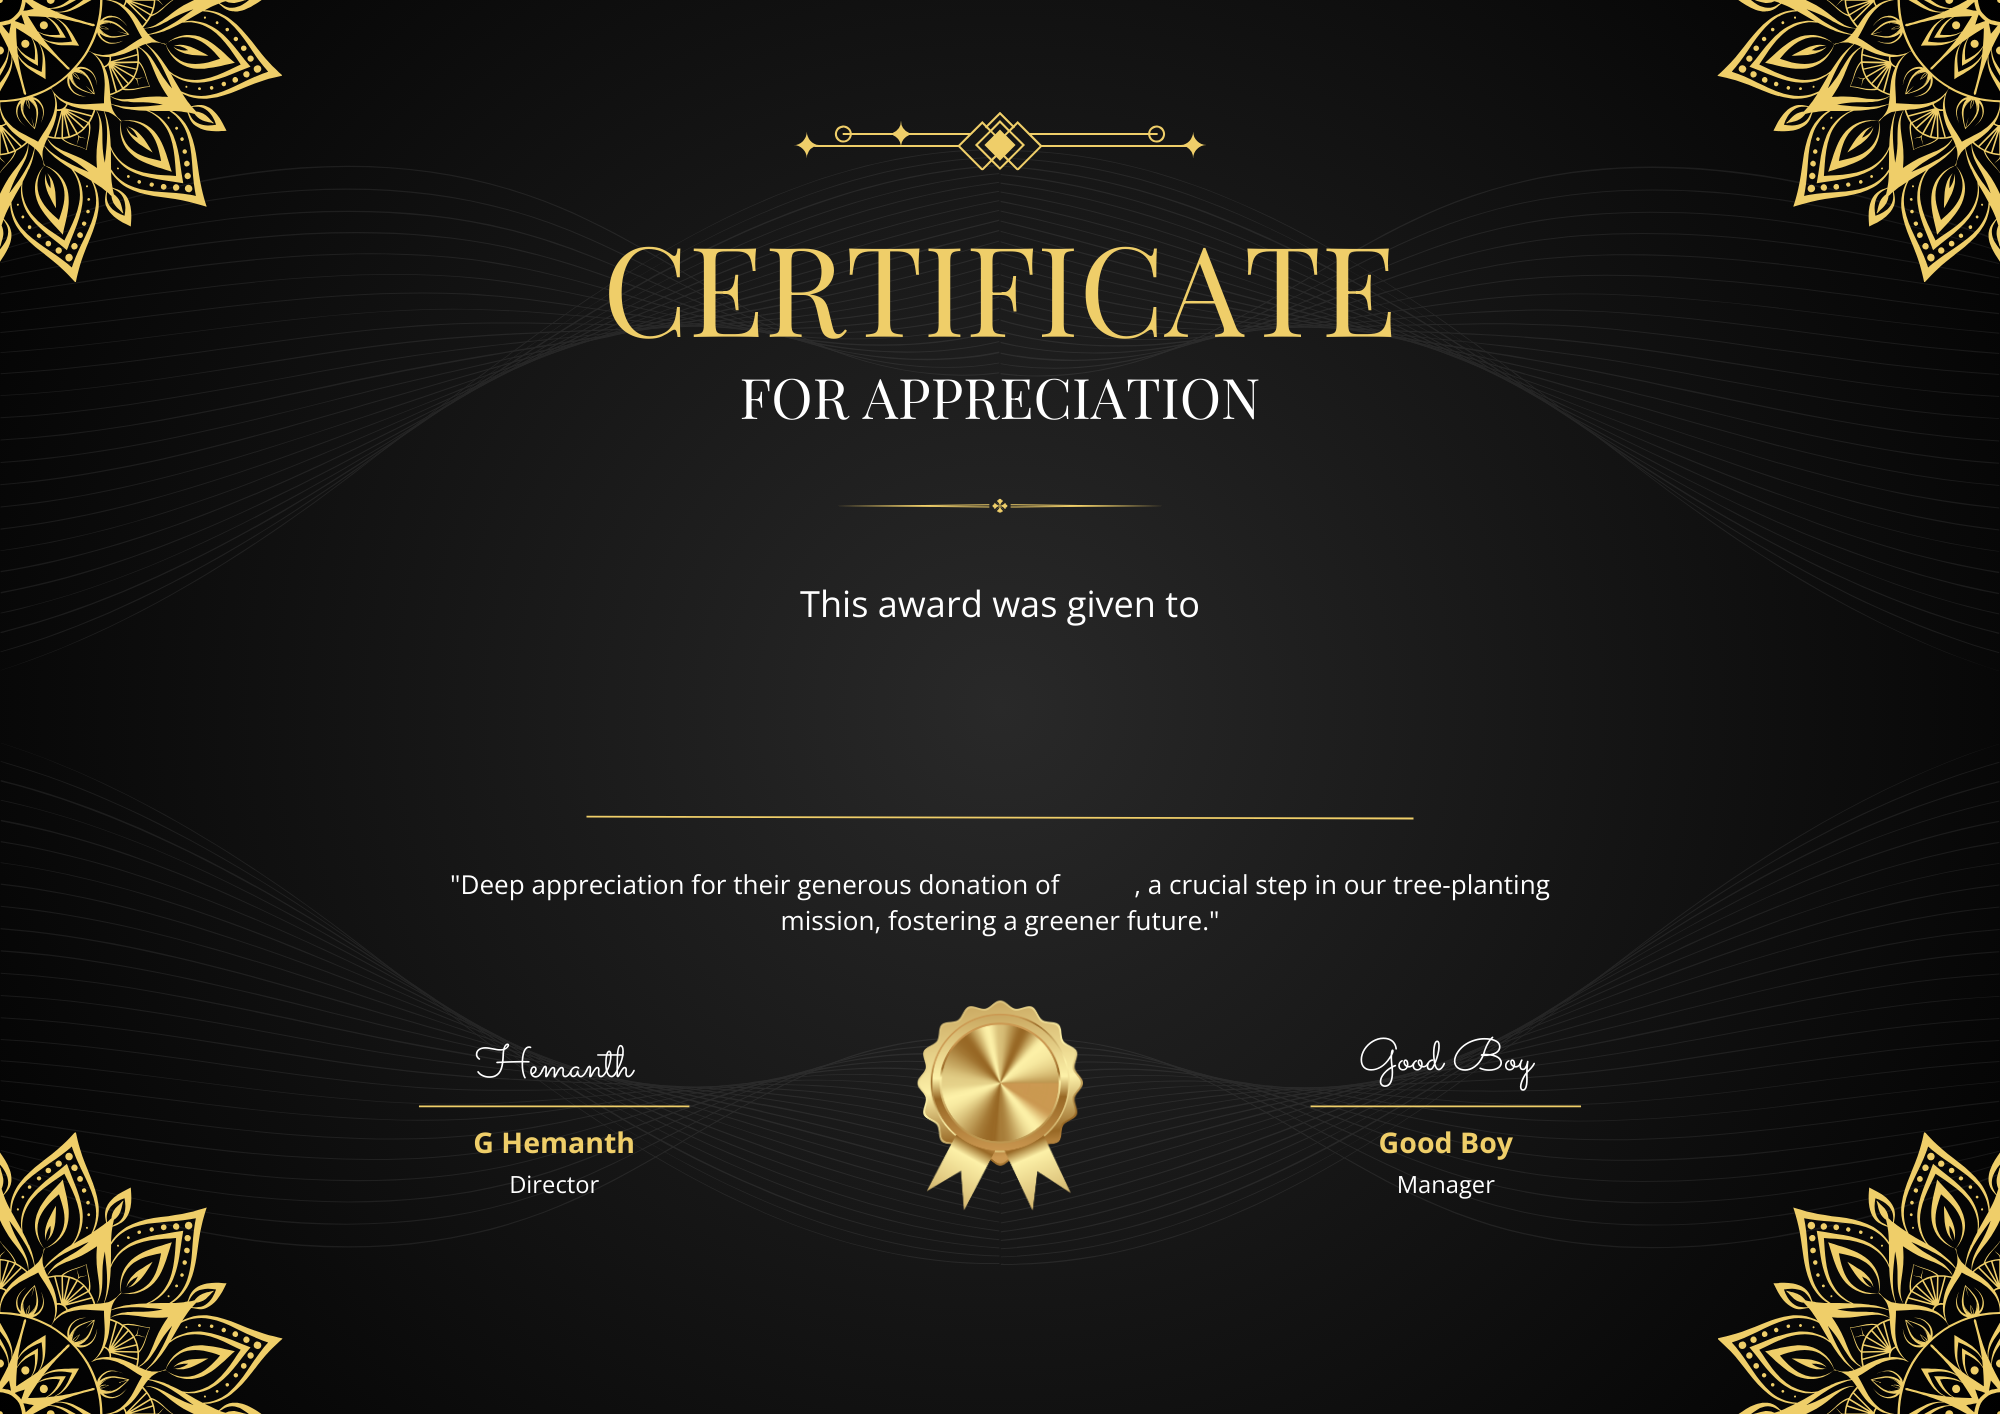 CERTIFICATE
FOR APPRECIATION
This award was given to
"Deep appreciation for their generous donation of , a crucial step in our tree-planting
mission, fostering a greener future."
Hemanth
G Hemanth
Director
Good Boy
Good Boy
Manager